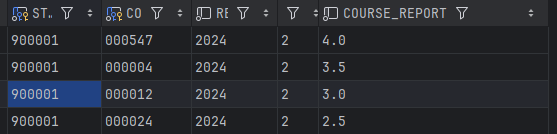 ST.. CO RE COURSE_REPORT
900001 000547 2024 2 4.0
900001 000004 2024 2 3.5
900001 000012 2024 2 3.0
900001 000024 2024 2 2.5